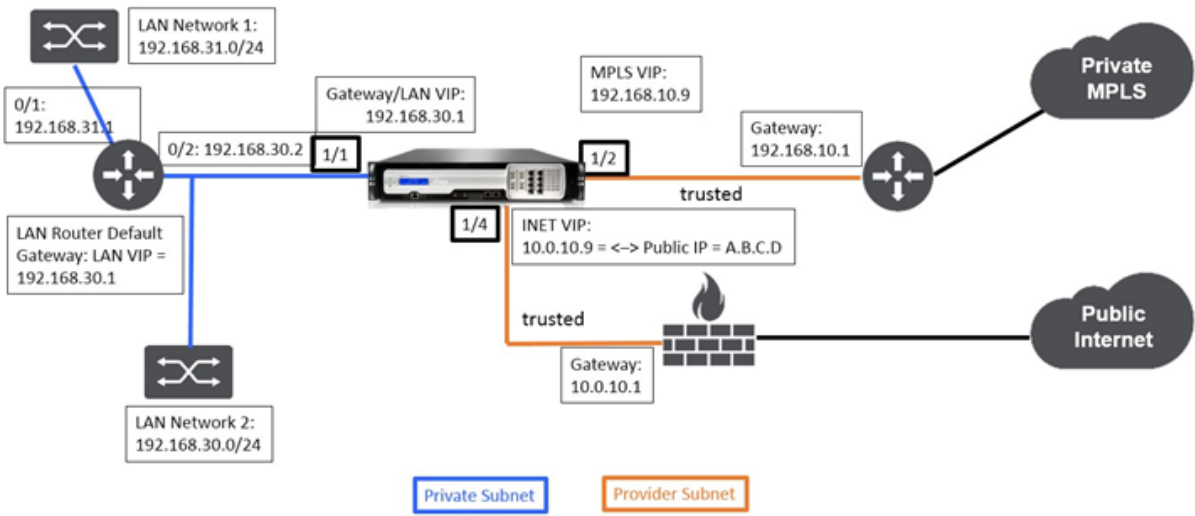 LAN Network 1:
192.168.31.0/24
0/1:
192.168.31.1
Gateway/LAN VIP:
192.168.30.1
0/2: 192.168.30.2
1/1
MPLS VIP:
192.168.10.9
1/2
Gateway:
192.168.10.1
Private
MPLS
trusted
LAN Router Default
Gateway: LAN VIP =
192.168.30.1
1/4
INET VIP:
10.0.10.9 = <–> Public IP = A.B.C.D
trusted
Gateway:
10.0.10.1
Public
Internet
LAN Network 2:
192.168.30.0/24
Private Subnet
Provider Subnet